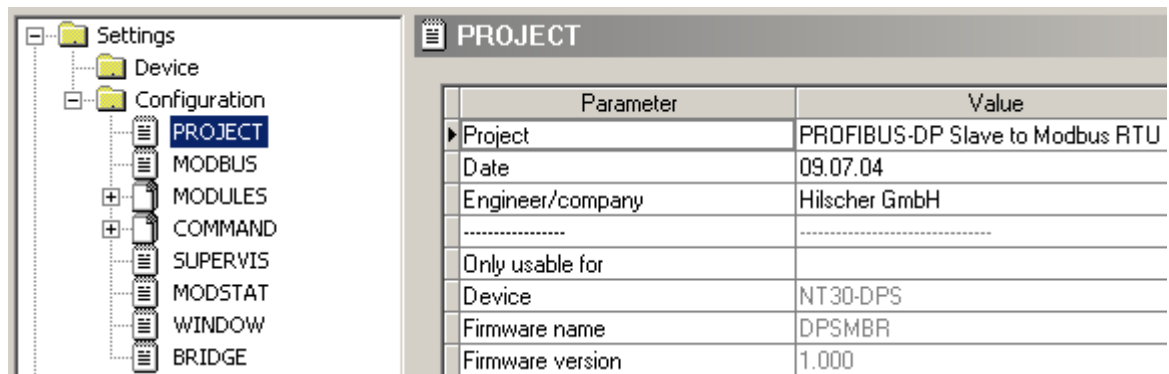 Settings
Device
Configuration
PROJECT
MODBUS
MODULES
COMMAND
SUPERVIS
MODSTAT
WINDOW
BRIDGE
PROJECT
Parameter Value
Project PROFIBUS-DP Slave to Modbus RTU
Date 09.07.04
Engineer/company Hilscher GmbH
----------------- --------------------------------
Only usable for
Device NT30-DPS
Firmware name DPSMBR
Firmware version 1.000